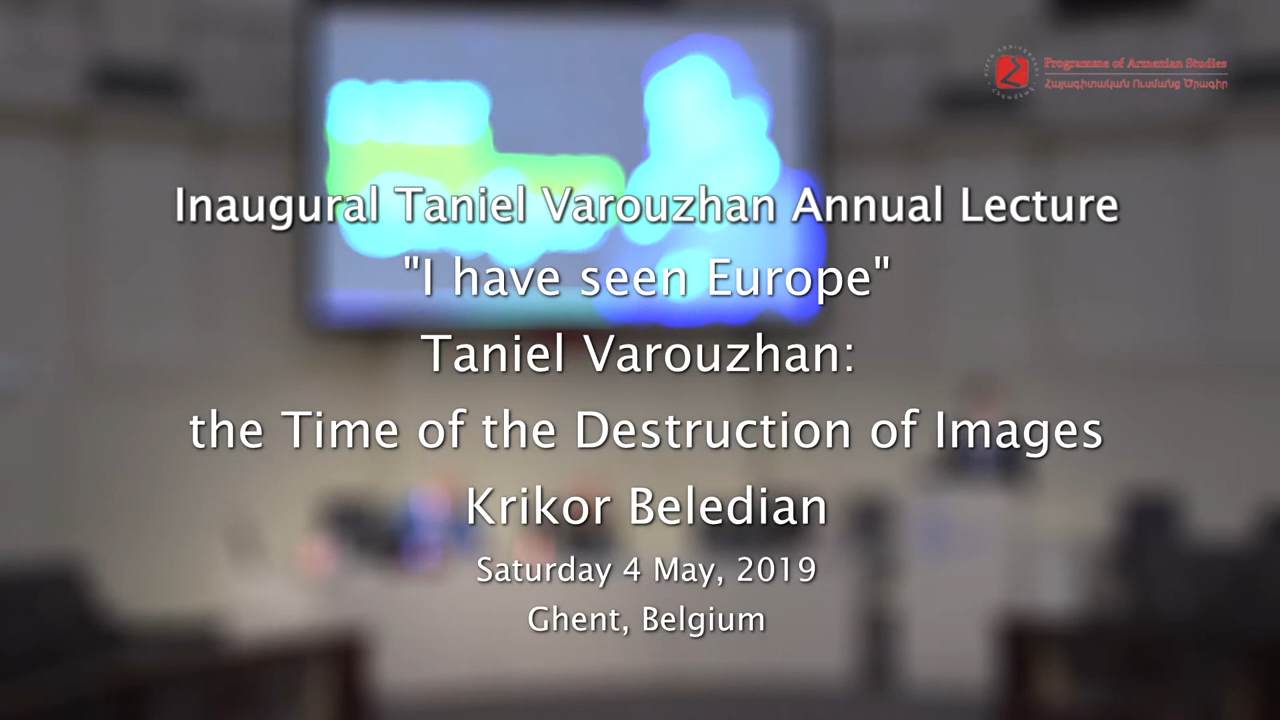 Programme of Armenian Studies
Հայագիտական Ուսմանց Ծրագիր
Inaugural Taniel Varouzhan Annual Lecture
"I have seen Europe"
Taniel Varouzhan:
the Time of the Destruction of Images
Krikor Beledian
Saturday 4 May, 2019
Ghent, Belgium